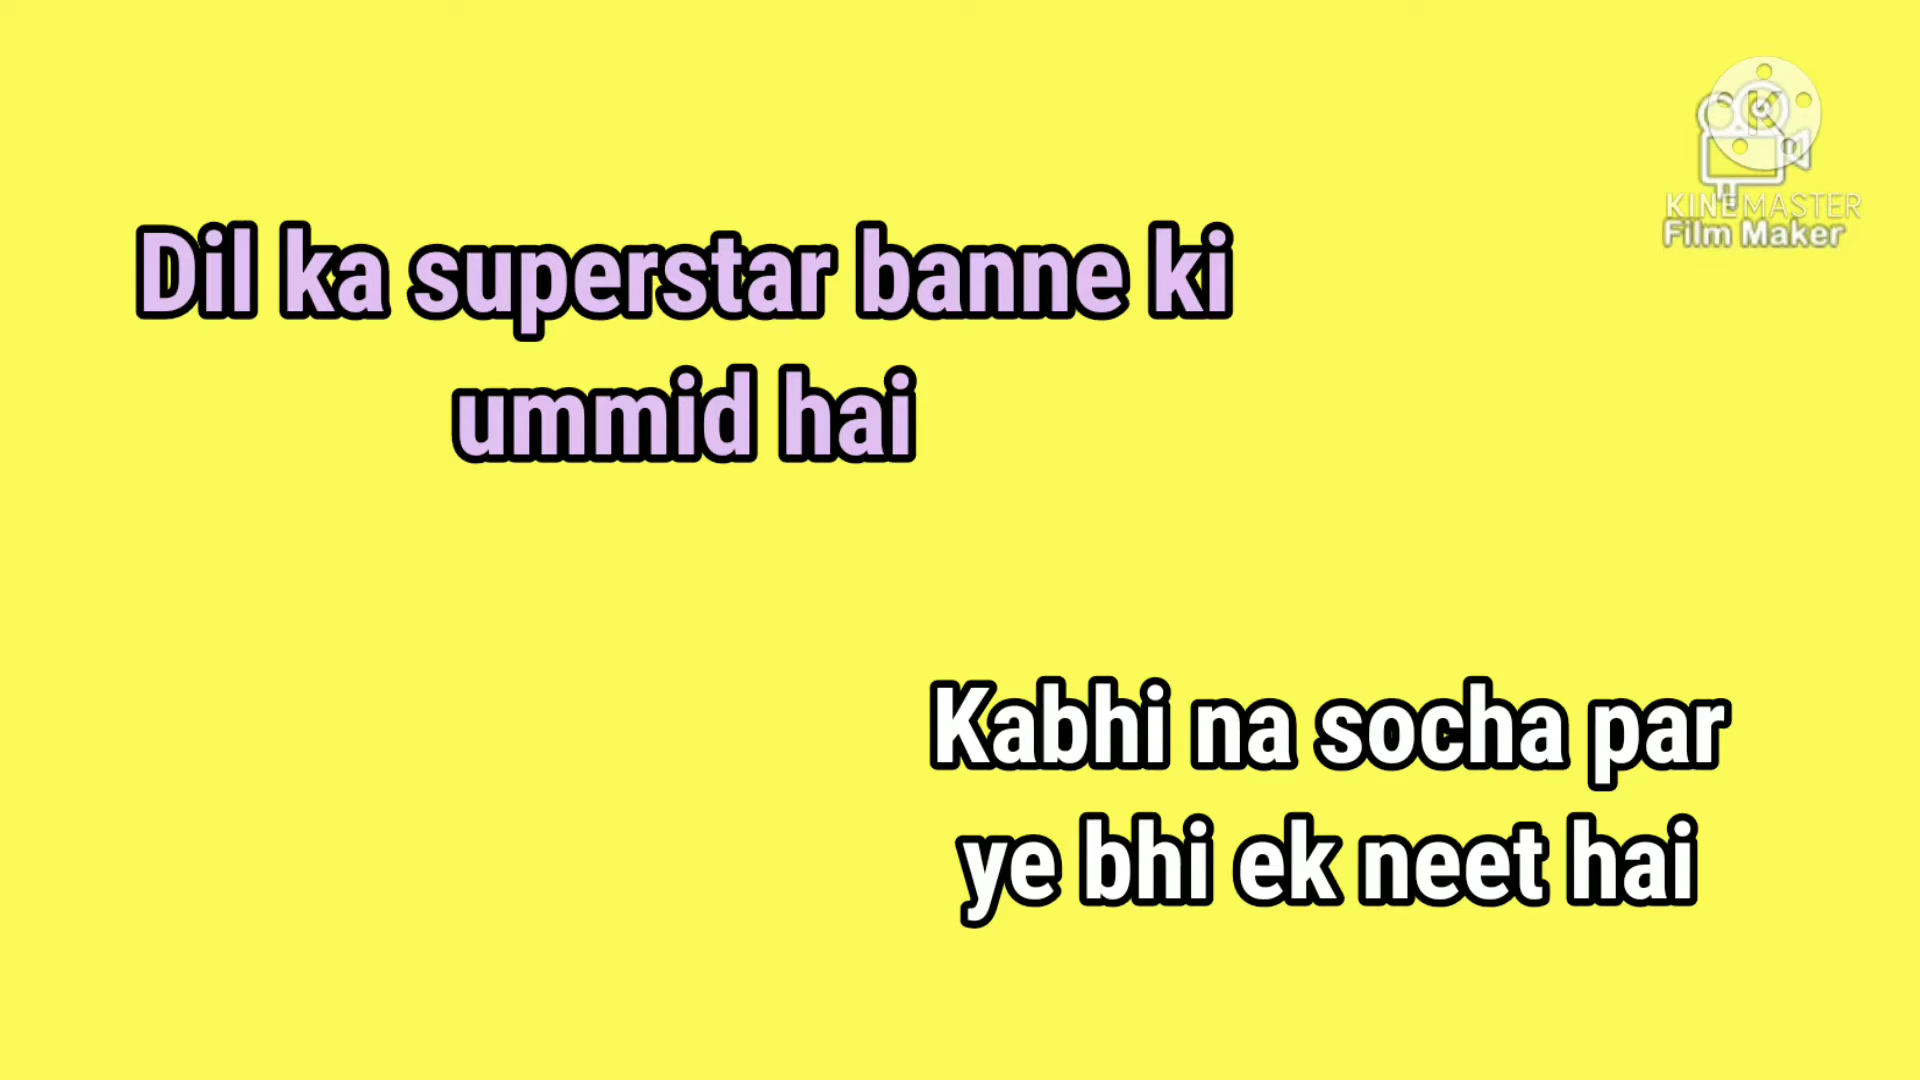 KINEMASTER
Film Maker
Dil ka superstar banne ki
ummid hai
Kabhi na socha par
ye bhi ek neet hai